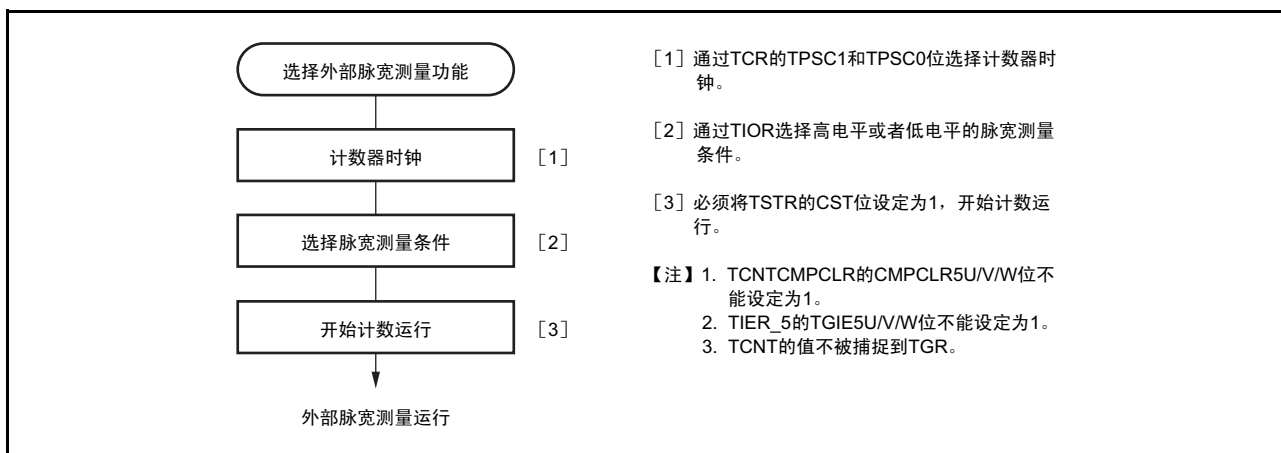 选择外部脉宽测量功能
计数器时钟
［1］
选择脉宽测量条件
［2］
开始计数运行
［3］
外部脉宽测量运行
［1］通过TCR的TPSC1和TPSC0位选择计数器时
钟。
［2］通过TIOR选择高电平或者低电平的脉宽测量
条件。
［3］必须将TSTR的CST位设定为1，开始计数运
行。
【注】1. TCNTCMPCLR的CMPCLR5U/V/W位不
能设定为1。
2. TIER_5的TGIE5U/V/W位不能设定为1。
3. TCNT的值不被捕捉到TGR。